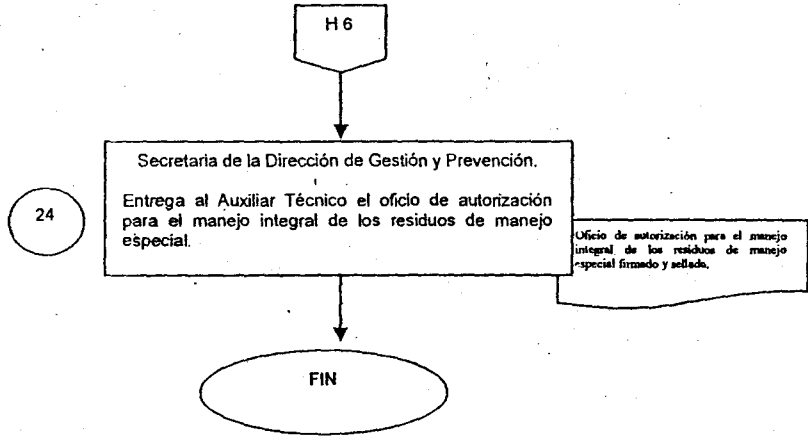 H 6
Secretaria de la Dirección de Gestión y Prevención.
24
Entrega al Auxiliar Técnico el oficio de autorización
para el manejo integral de los residuos de manejo
especial.
Oficio de autorización para el manejo
integral de los residuos de manejo
especial firmado y sellado.
FIN